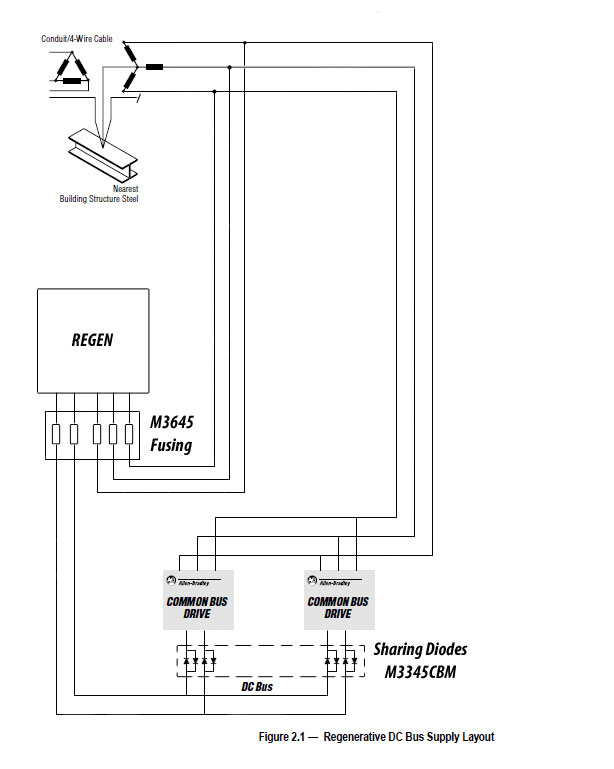 Conduit/4-Wire Cable
Nearest
Building Structure Steel
REGEN
M3645
Fusing
Allen-Bradley
COMMON BUS
DRIVE
Allen-Bradley
COMMON BUS
DRIVE
Sharing Diodes
M3345CBM
DC Bus
Figure 2.1 — Regenerative DC Bus Supply Layout